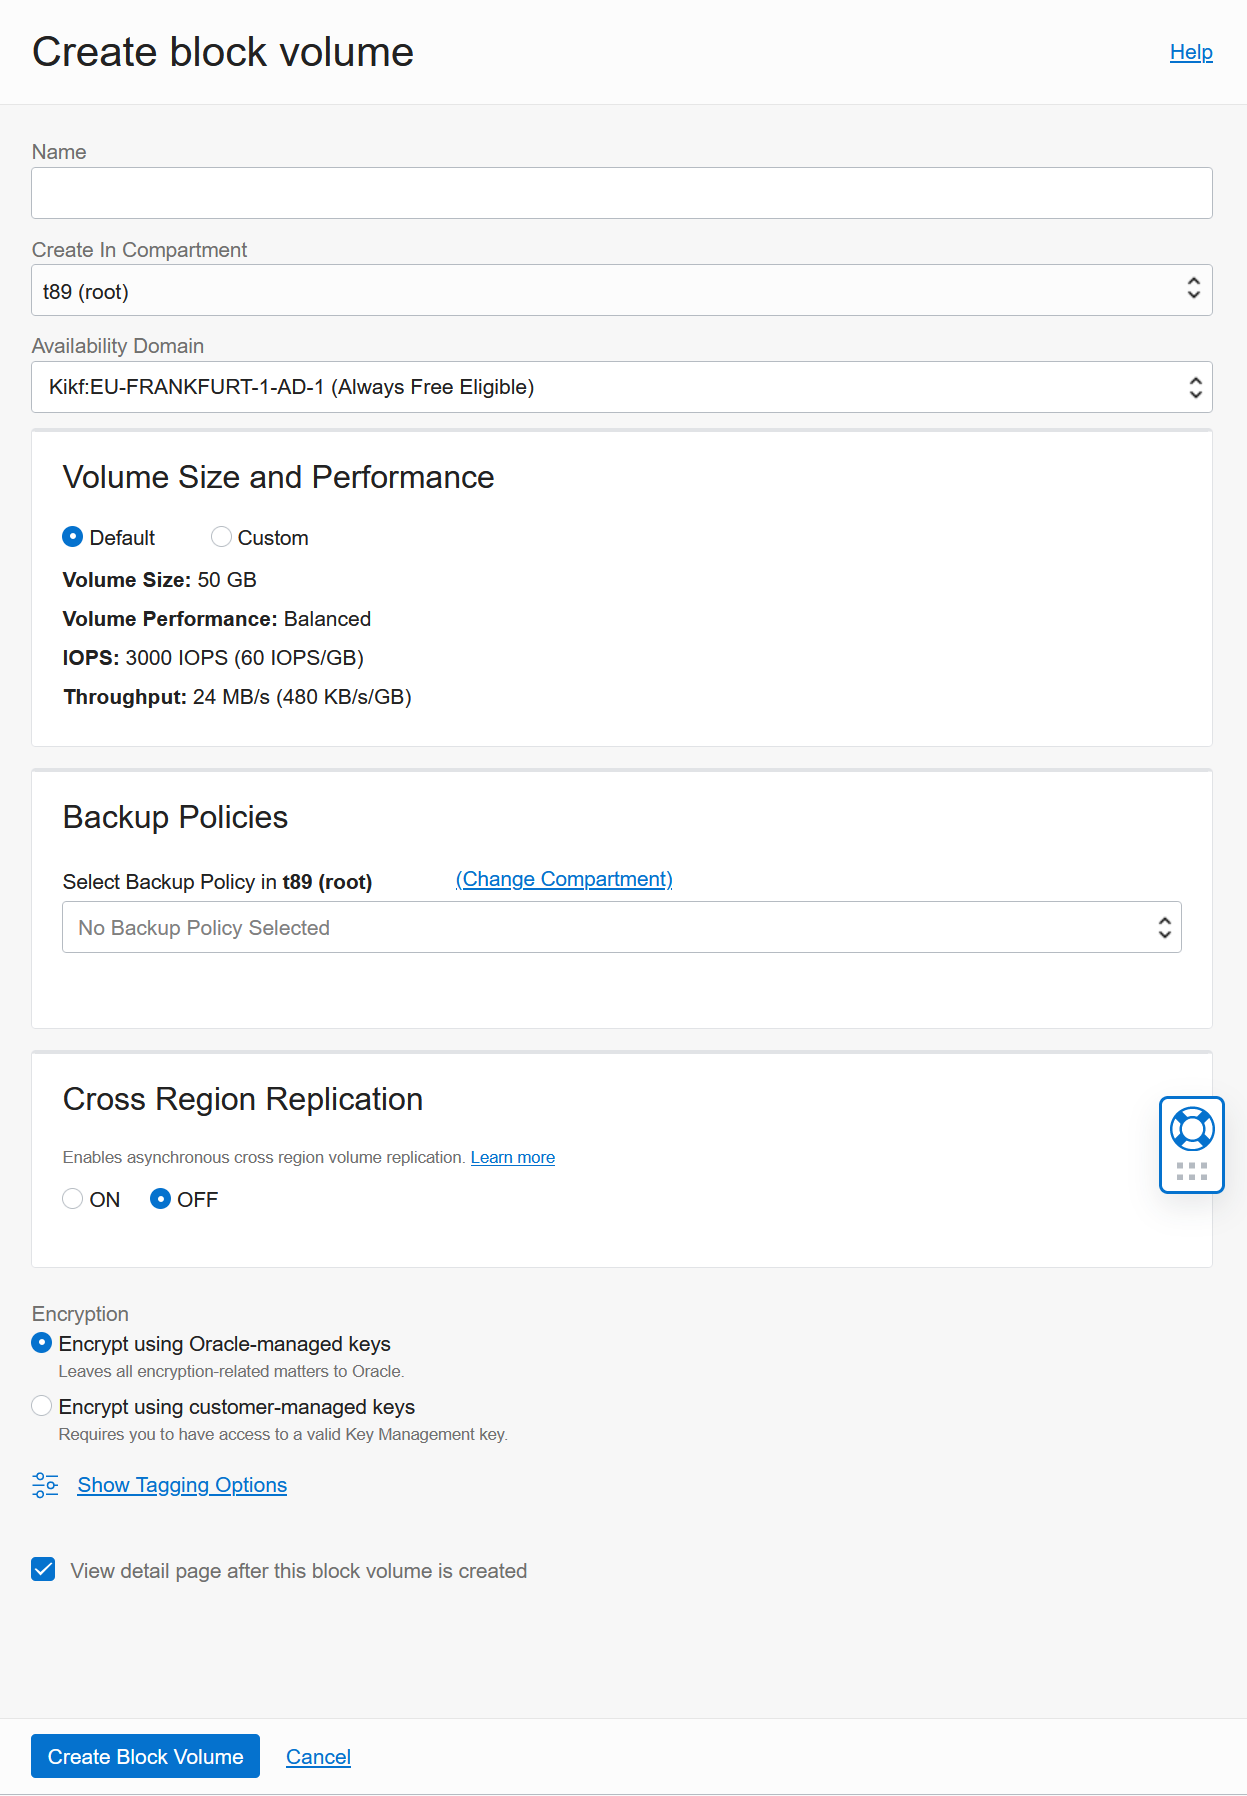 Create block volume
Help
Name
Create In Compartment
t89 (root)
Availability Domain
Kikf:EU-FRANKFURT-1-AD-1 (Always Free Eligible)
Volume Size and Performance
Default Custom
Volume Size: 50 GB
Volume Performance: Balanced
IOPS: 3000 IOPS (60 IOPS/GB)
Throughput: 24 MB/s (480 KB/s/GB)
Backup Policies
Select Backup Policy in t89 (root) (Change Compartment)
No Backup Policy Selected
Cross Region Replication
Enables asynchronous cross region volume replication. Learn more
ON OFF
Encryption
Encrypt using Oracle-managed keys
Leaves all encryption-related matters to Oracle.
Encrypt using customer-managed keys
Requires you to have access to a valid Key Management key.
Show Tagging Options
View detail page after this block volume is created
Create Block Volume Cancel